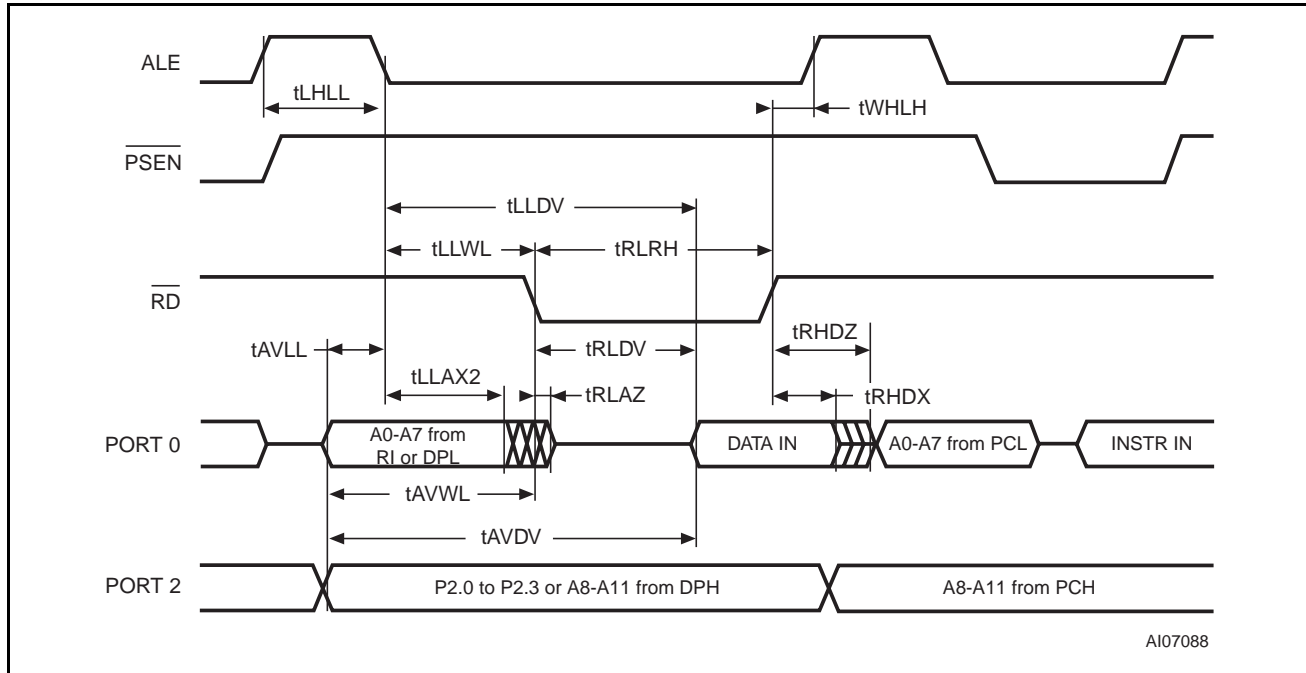 ALE
tLHLL
tWHLH
PSEN
tLLDV
tLLWL
tRLRH
RD
tAVLL
tRLDV
tRHDZ
tLLAX2
tRLAZ
tRHDX
PORT 0
A0-A7 from
RI or DPL
DATA IN
A0-A7 from PCL
INSTR IN
tAVWL
tAVDV
PORT 2
P2.0 to P2.3 or A8-A11 from DPH
A8-A11 from PCH
AI07088